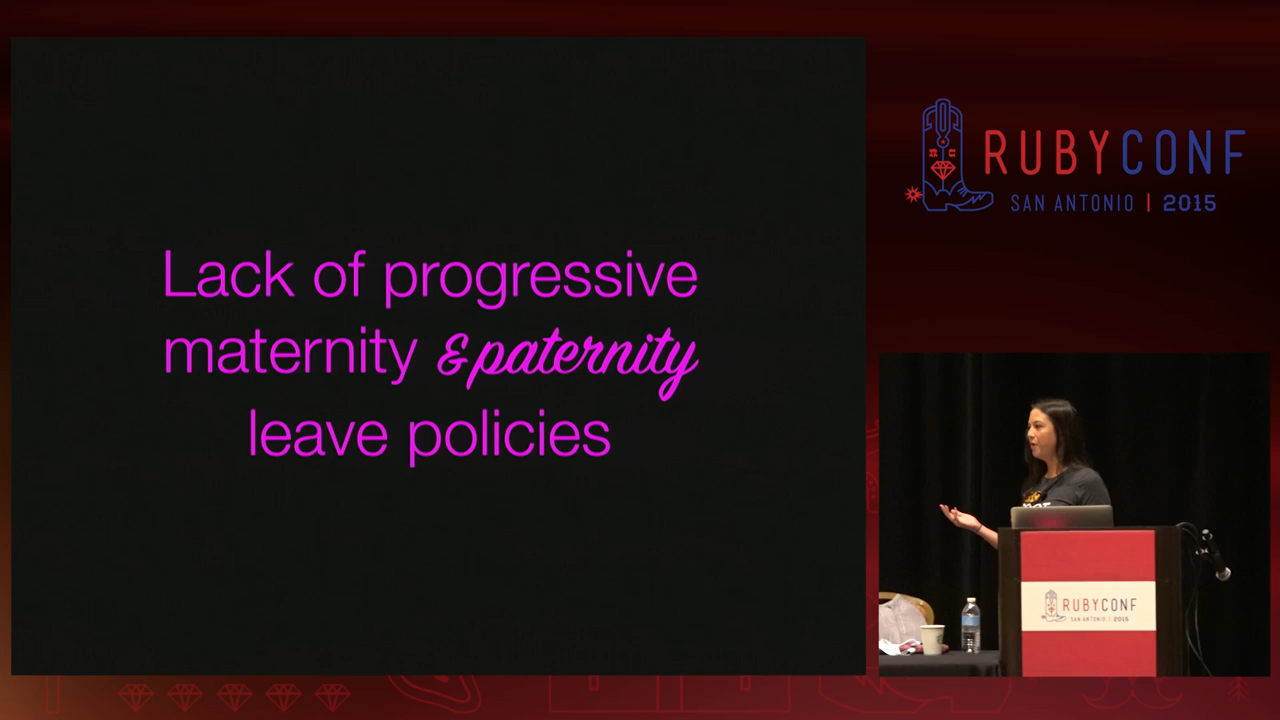 Lack of progressive
maternity & paternity
leave policies
RUBYCONF
SAN ANTONIO | 2015
RUBYCONF
SAN ANTONIO | 2015